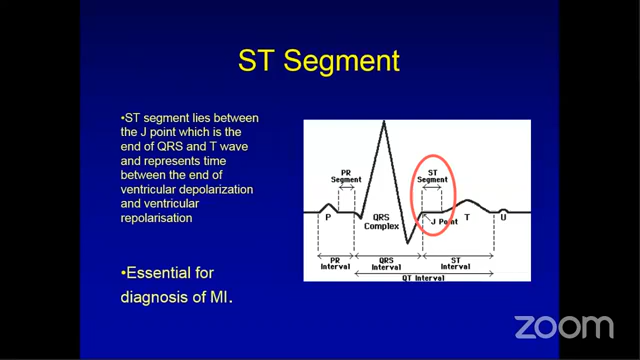 ST Segment
•ST segment lies between
the J point which is the
end of QRS and T wave
and represents time
between the end of
ventricular depolarization
and ventricular
repolarisation
•Essential for
diagnosis of MI.
PR
Segment
ST
Segment
P
QRS
Complex
J Point
T
U
PR
Interval
QRS
Interval
ST
Interval
QT Interval
zoom